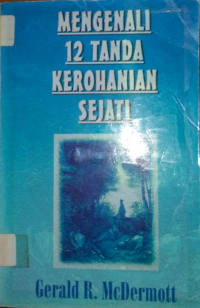 MENGENALI
12 TANDA
KEROHANIAN
SEJATI
Gerald R. McDermott